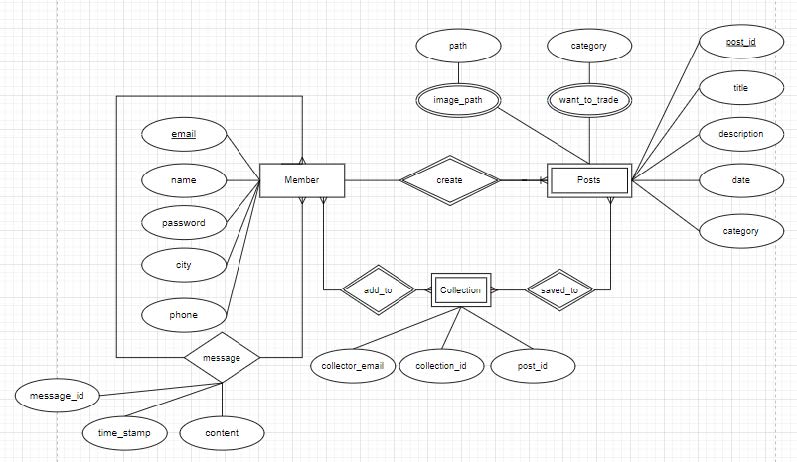 path
category
post_id
image_path
want_to_trade
title
email
description
name
Member
create
Posts
date
password
category
city
add_to
Collection
saved_to
phone
message
collector_email
collection_id
post_id
message_id
time_stamp
content